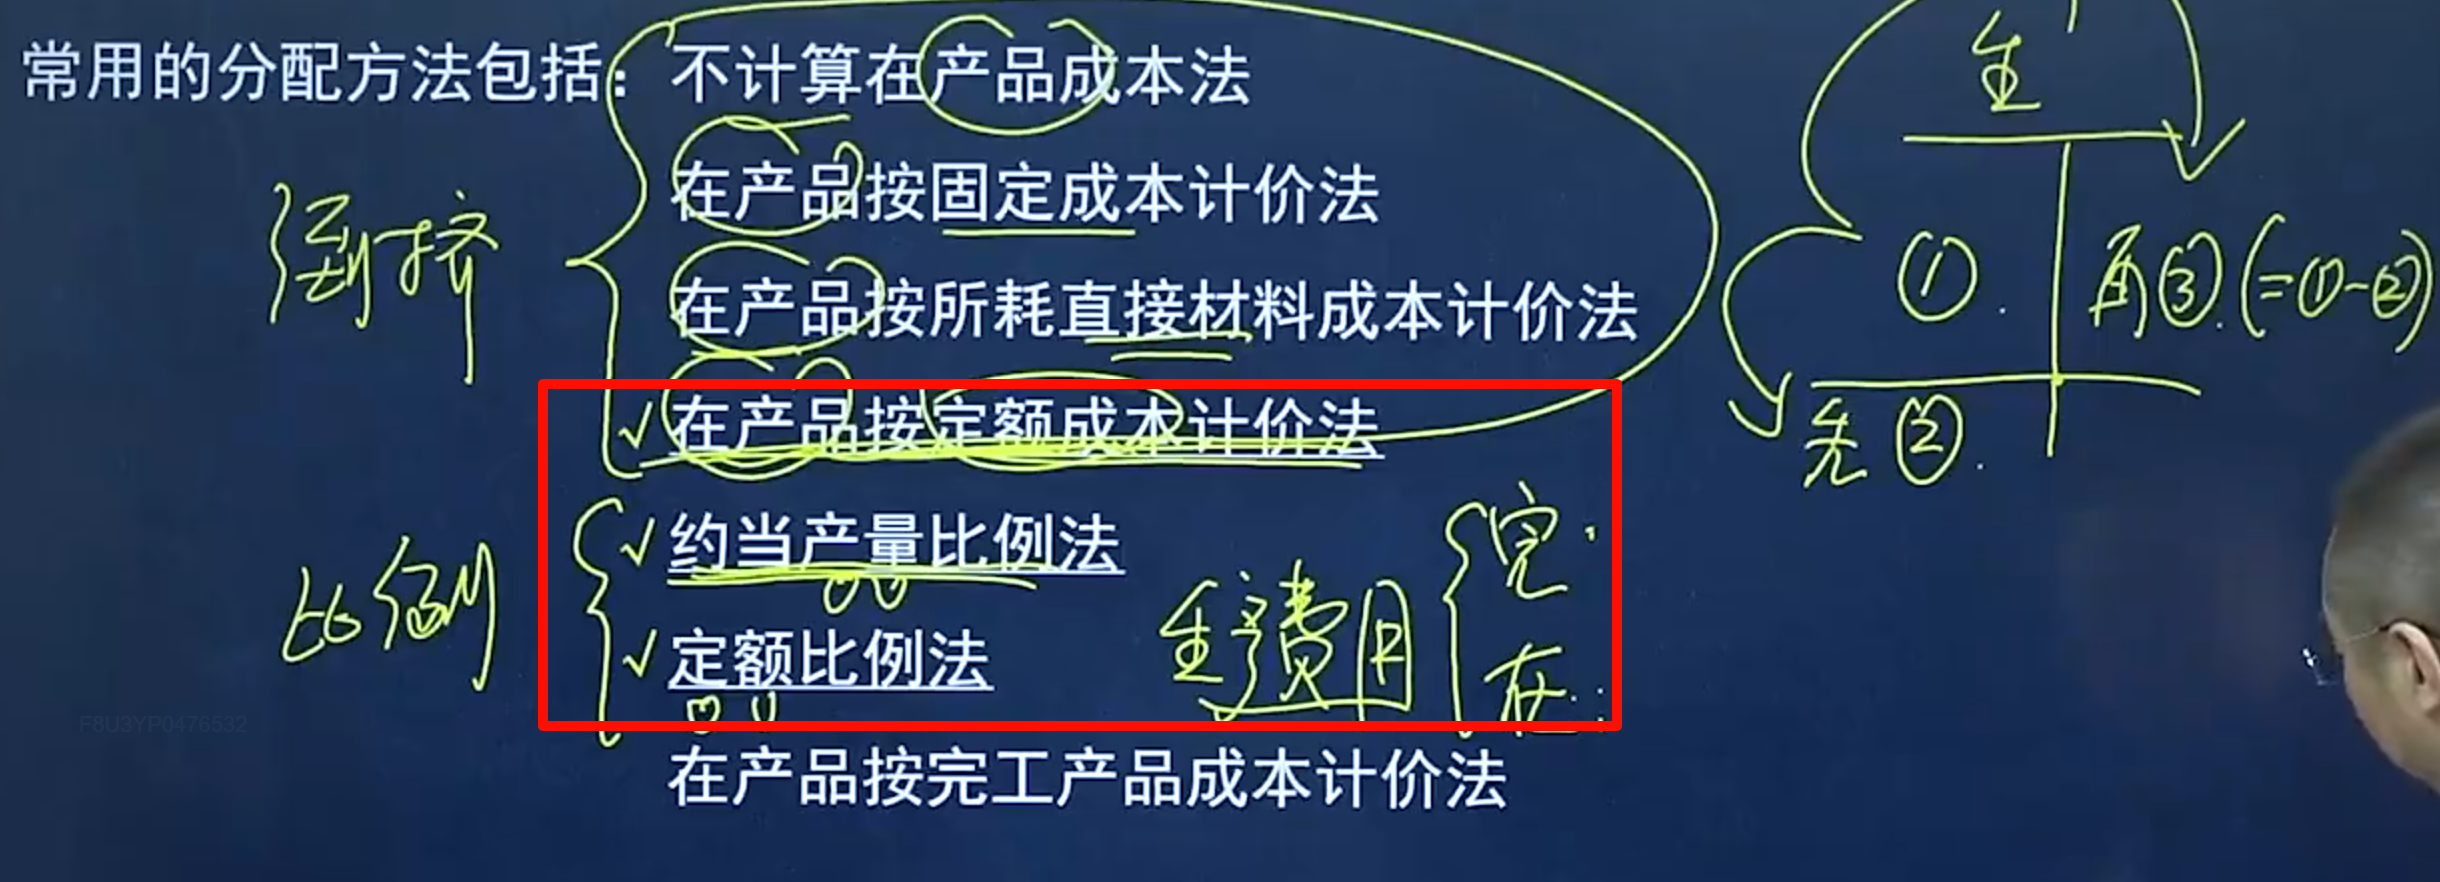 常用的分配方法包括：不计算在产品成本法
在产品按固定成本计价法
在产品按所耗直接材料成本计价法
√ 在产品按定额成本计价法
√ 约当产量比例法
√ 定额比例法
在产品按完工产品成本计价法
倒挤
比例
生产费用
完
在
生
①
再③(=①-②)
先②
F8U3YP0476532